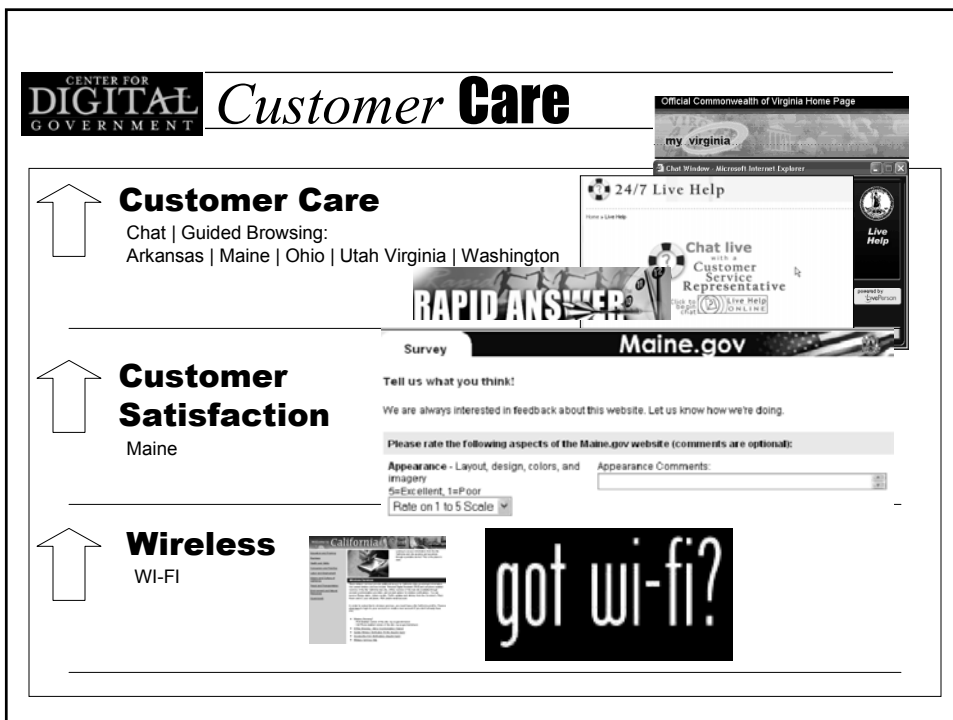 CENTER FOR
DIGITAL
GOVERNMENT
Customer Care
Official Commonwealth of Virginia Home Page
my virginia
Chat Window - Microsoft Internet Explorer
24/7 Live Help
Home » Live Help
Live
Help
Chat live
with a
Customer
Service
Representative
Click to
begin
chat
Live Help
ONLINE
powered by
LivePerson
Customer Care
Chat | Guided Browsing:
Arkansas | Maine | Ohio | Utah Virginia | Washington
RAPID ANSWER
Survey
Maine.gov
Tell us what you think!
We are always interested in feedback about this website. Let us know how we're doing.
Please rate the following aspects of the Maine.gov website (comments are optional):
Appearance - Layout, design, colors, and
imagery
5=Excellent, 1=Poor
Rate on 1 to 5 Scale
Appearance Comments:
Customer
Satisfaction
Maine
Wireless
WI-FI
California
got wi-fi?